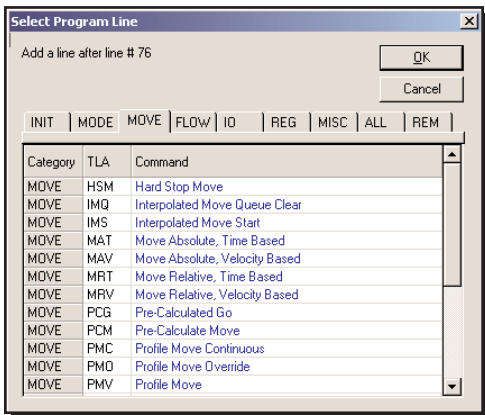 Select Program Line
Add a line after line # 76
OK
Cancel
INIT MODE MOVE FLOW IO REG MISC ALL REM
Category TLA Command
MOVE HSM Hard Stop Move
MOVE IMQ Interpolated Move Queue Clear
MOVE IMS Interpolated Move Start
MOVE MAT Move Absolute, Time Based
MOVE MAV Move Absolute, Velocity Based
MOVE MRT Move Relative, Time Based
MOVE MRV Move Relative, Velocity Based
MOVE PCG Pre-Calculated Go
MOVE PCM Pre-Calculate Move
MOVE PMC Profile Move Continuous
MOVE PMO Profile Move Override
MOVE PMV Profile Move